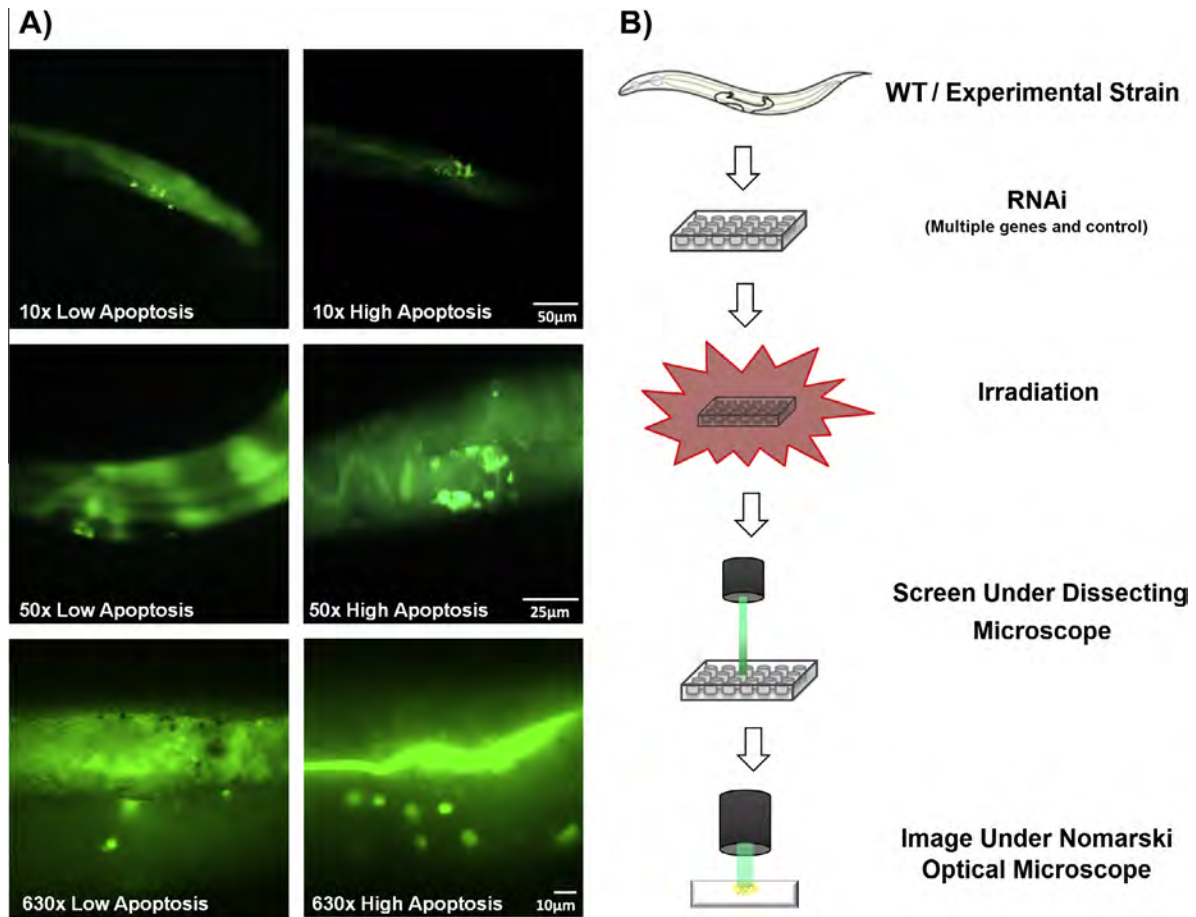 A)
10x Low Apoptosis
10x High Apoptosis
50μm
50x Low Apoptosis
50x High Apoptosis
25μm
630x Low Apoptosis
630x High Apoptosis
10μm
B)
WT / Experimental Strain
RNAi
(Multiple genes and control)
Irradiation
Screen Under Dissecting
Microscope
Image Under Nomarski
Optical Microscope